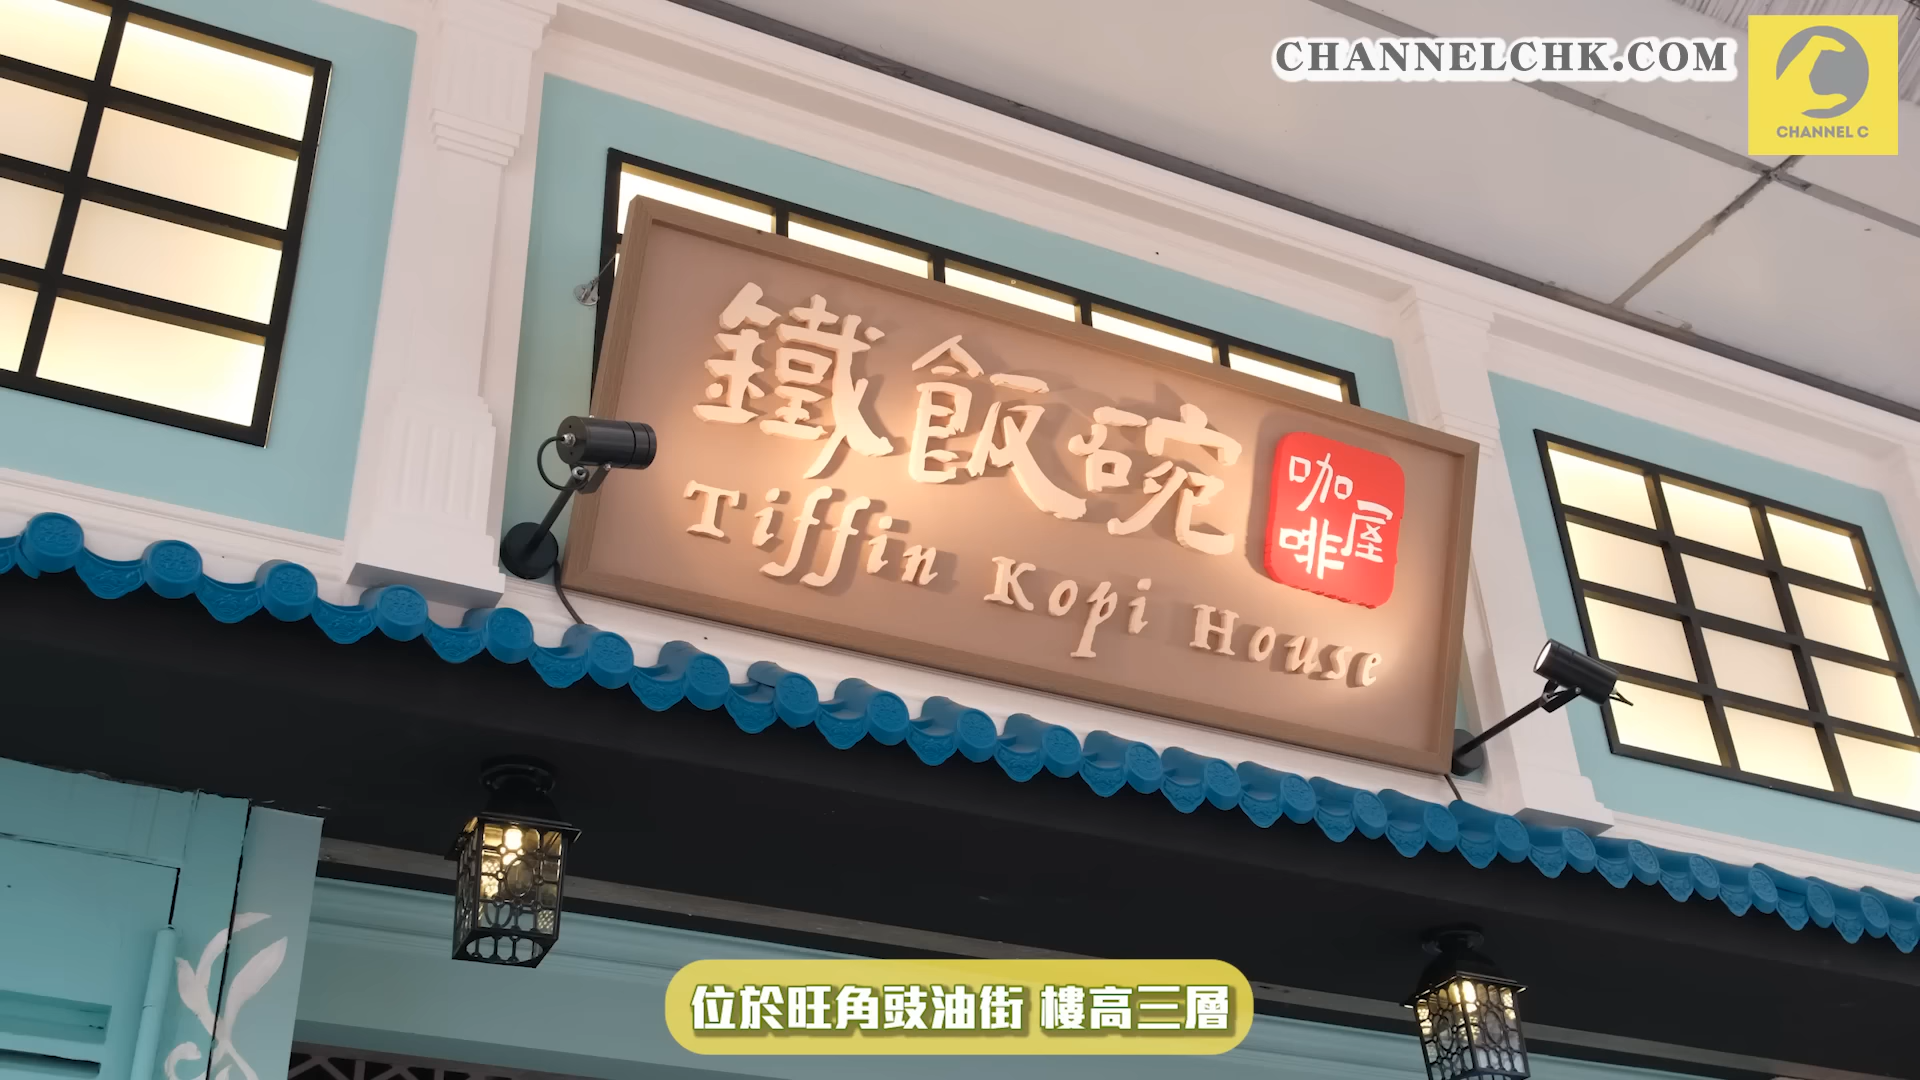 CHANNELCHK.COM
CHANNEL C
鐵飯碗
咖啡屋
Tiffin Kopi House
位於旺角豉油街 樓高三層